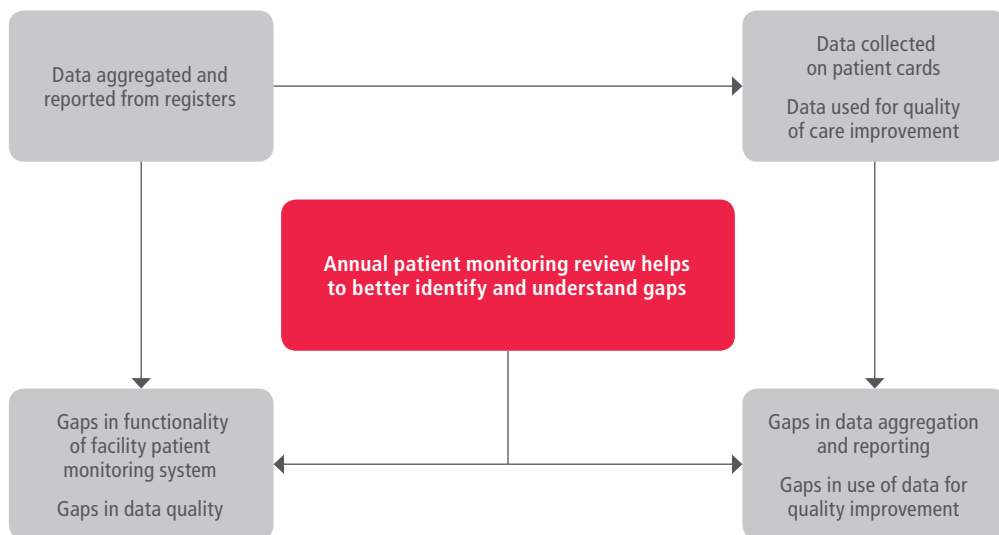 Data aggregated and
reported from registers
Data collected
on patient cards
Data used for quality
of care improvement
Annual patient monitoring review helps
to better identify and understand gaps
Gaps in functionality
of facility patient
monitoring system
Gaps in data quality
Gaps in data aggregation
and reporting
Gaps in use of data for
quality improvement